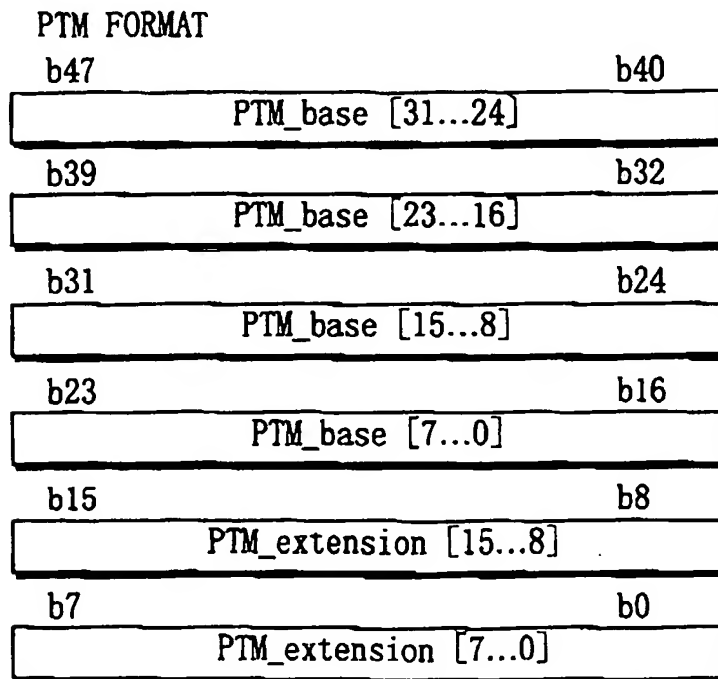 PTM FORMAT
b47 b40
PTM_base [31...24]
b39 b32
PTM_base [23...16]
b31 b24
PTM_base [15...8]
b23 b16
PTM_base [7...0]
b15 b8
PTM_extension [15...8]
b7 b0
PTM_extension [7...0]